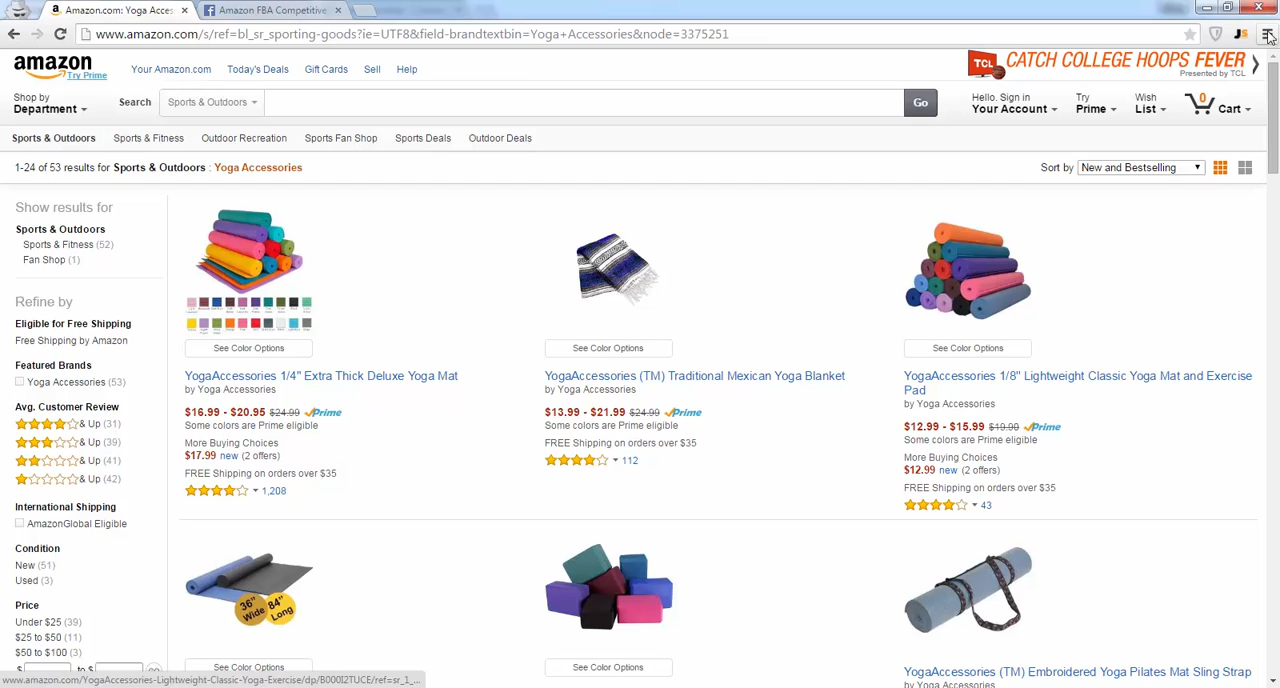 Amazon.com: Yoga Acces
Amazon FBA Competitive
www.amazon.com/s/ref=bl_sr_sporting-goods?ie=UTF8&field-brandtextbin=Yoga+Accessories&node=3375251
JS
amazon
Try Prime
Your Amazon.com
Today's Deals
Gift Cards
Sell
Help
TCL
CATCH COLLEGE HOOPS FEVER
Presented by TCL
Shop by
Department
Search
Sports & Outdoors
Go
Hello. Sign in
Your Account
Try
Prime
Wish
List
0
Cart
Sports & Outdoors
Sports & Fitness
Outdoor Recreation
Sports Fan Shop
Sports Deals
Outdoor Deals
1-24 of 53 results for Sports & Outdoors : Yoga Accessories
Sort by
New and Bestselling
Show results for
Sports & Outdoors
Sports & Fitness (52)
Fan Shop (1)
Refine by
Eligible for Free Shipping
Free Shipping by Amazon
Featured Brands
Yoga Accessories (53)
Avg. Customer Review
& Up (31)
& Up (39)
& Up (41)
& Up (42)
International Shipping
AmazonGlobal Eligible
Condition
New (51)
Used (3)
Price
Under $25 (39)
$25 to $50 (11)
$50 to $100 (3)
$ to $
See Color Options
YogaAccessories 1/4" Extra Thick Deluxe Yoga Mat
by Yoga Accessories
$16.99 - $20.95 $24.99 Prime
Some colors are Prime eligible
More Buying Choices
$17.99 new (2 offers)
FREE Shipping on orders over $35
1,208
See Color Options
YogaAccessories (TM) Traditional Mexican Yoga Blanket
by Yoga Accessories
$13.99 - $21.99 $24.99 Prime
Some colors are Prime eligible
FREE Shipping on orders over $35
112
See Color Options
YogaAccessories 1/8" Lightweight Classic Yoga Mat and Exercise
Pad
by Yoga Accessories
$12.99 - $15.99 $19.90 Prime
Some colors are Prime eligible
More Buying Choices
$12.99 new (2 offers)
FREE Shipping on orders over $35
43
36"
Wide
84"
Long
See Color Options
See Color Options
YogaAccessories (TM) Embroidered Yoga Pilates Mat Sling Strap
by Yoga Accessories
www.amazon.com/YogaAccessories-Lightweight-Classic-Yoga-Exercise/dp/B000I2TUCE/ref=sr_1_...